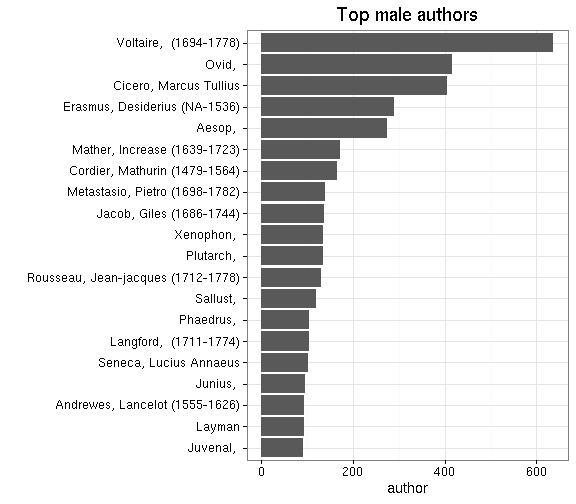 Top male authors
Voltaire,  (1694-1778)
Ovid,
Cicero, Marcus Tullius
Erasmus, Desiderius (NA-1536)
Aesop,
Mather, Increase (1639-1723)
Cordier, Mathurin (1479-1564)
Metastasio, Pietro (1698-1782)
Jacob, Giles (1686-1744)
Xenophon,
Plutarch,
Rousseau, Jean-jacques (1712-1778)
Sallust,
Phaedrus,
Langford,  (1711-1774)
Seneca, Lucius Annaeus
Junius,
Andrewes, Lancelot (1555-1626)
Layman
Juvenal,
0 200 400 600
author